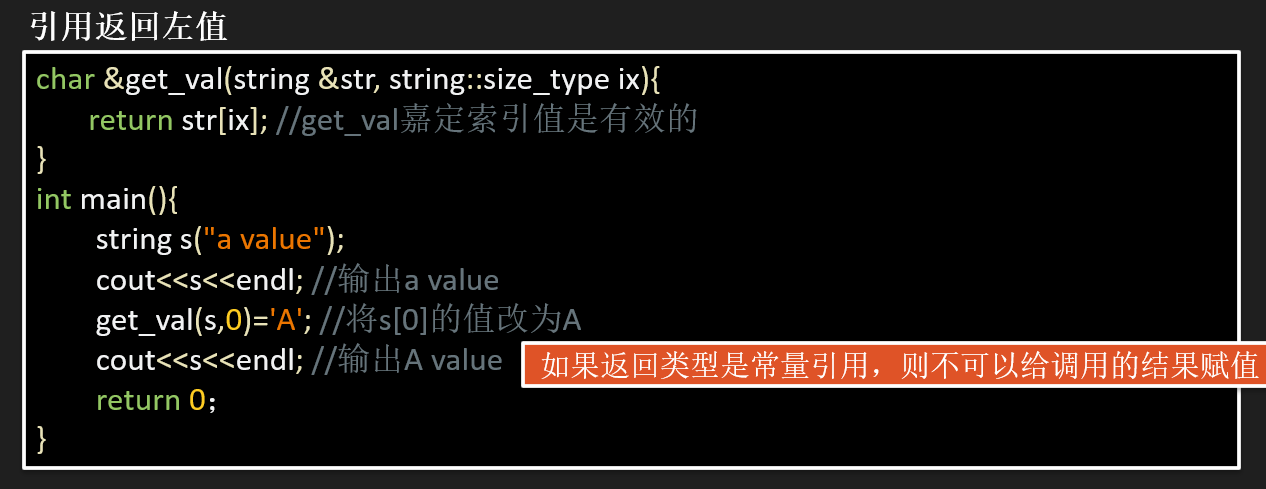 引用返回左值
char &get_val(string &str, string::size_type ix){
return str[ix]; //get_val嘉定索引值是有效的
}
int main(){
string s("a value");
cout<<s<<endl; //输出a value
get_val(s,0)='A'; //将s[0]的值改为A
cout<<s<<endl; //输出A value
如果返回类型是常量引用，则不可以给调用的结果赋值
return 0；
}